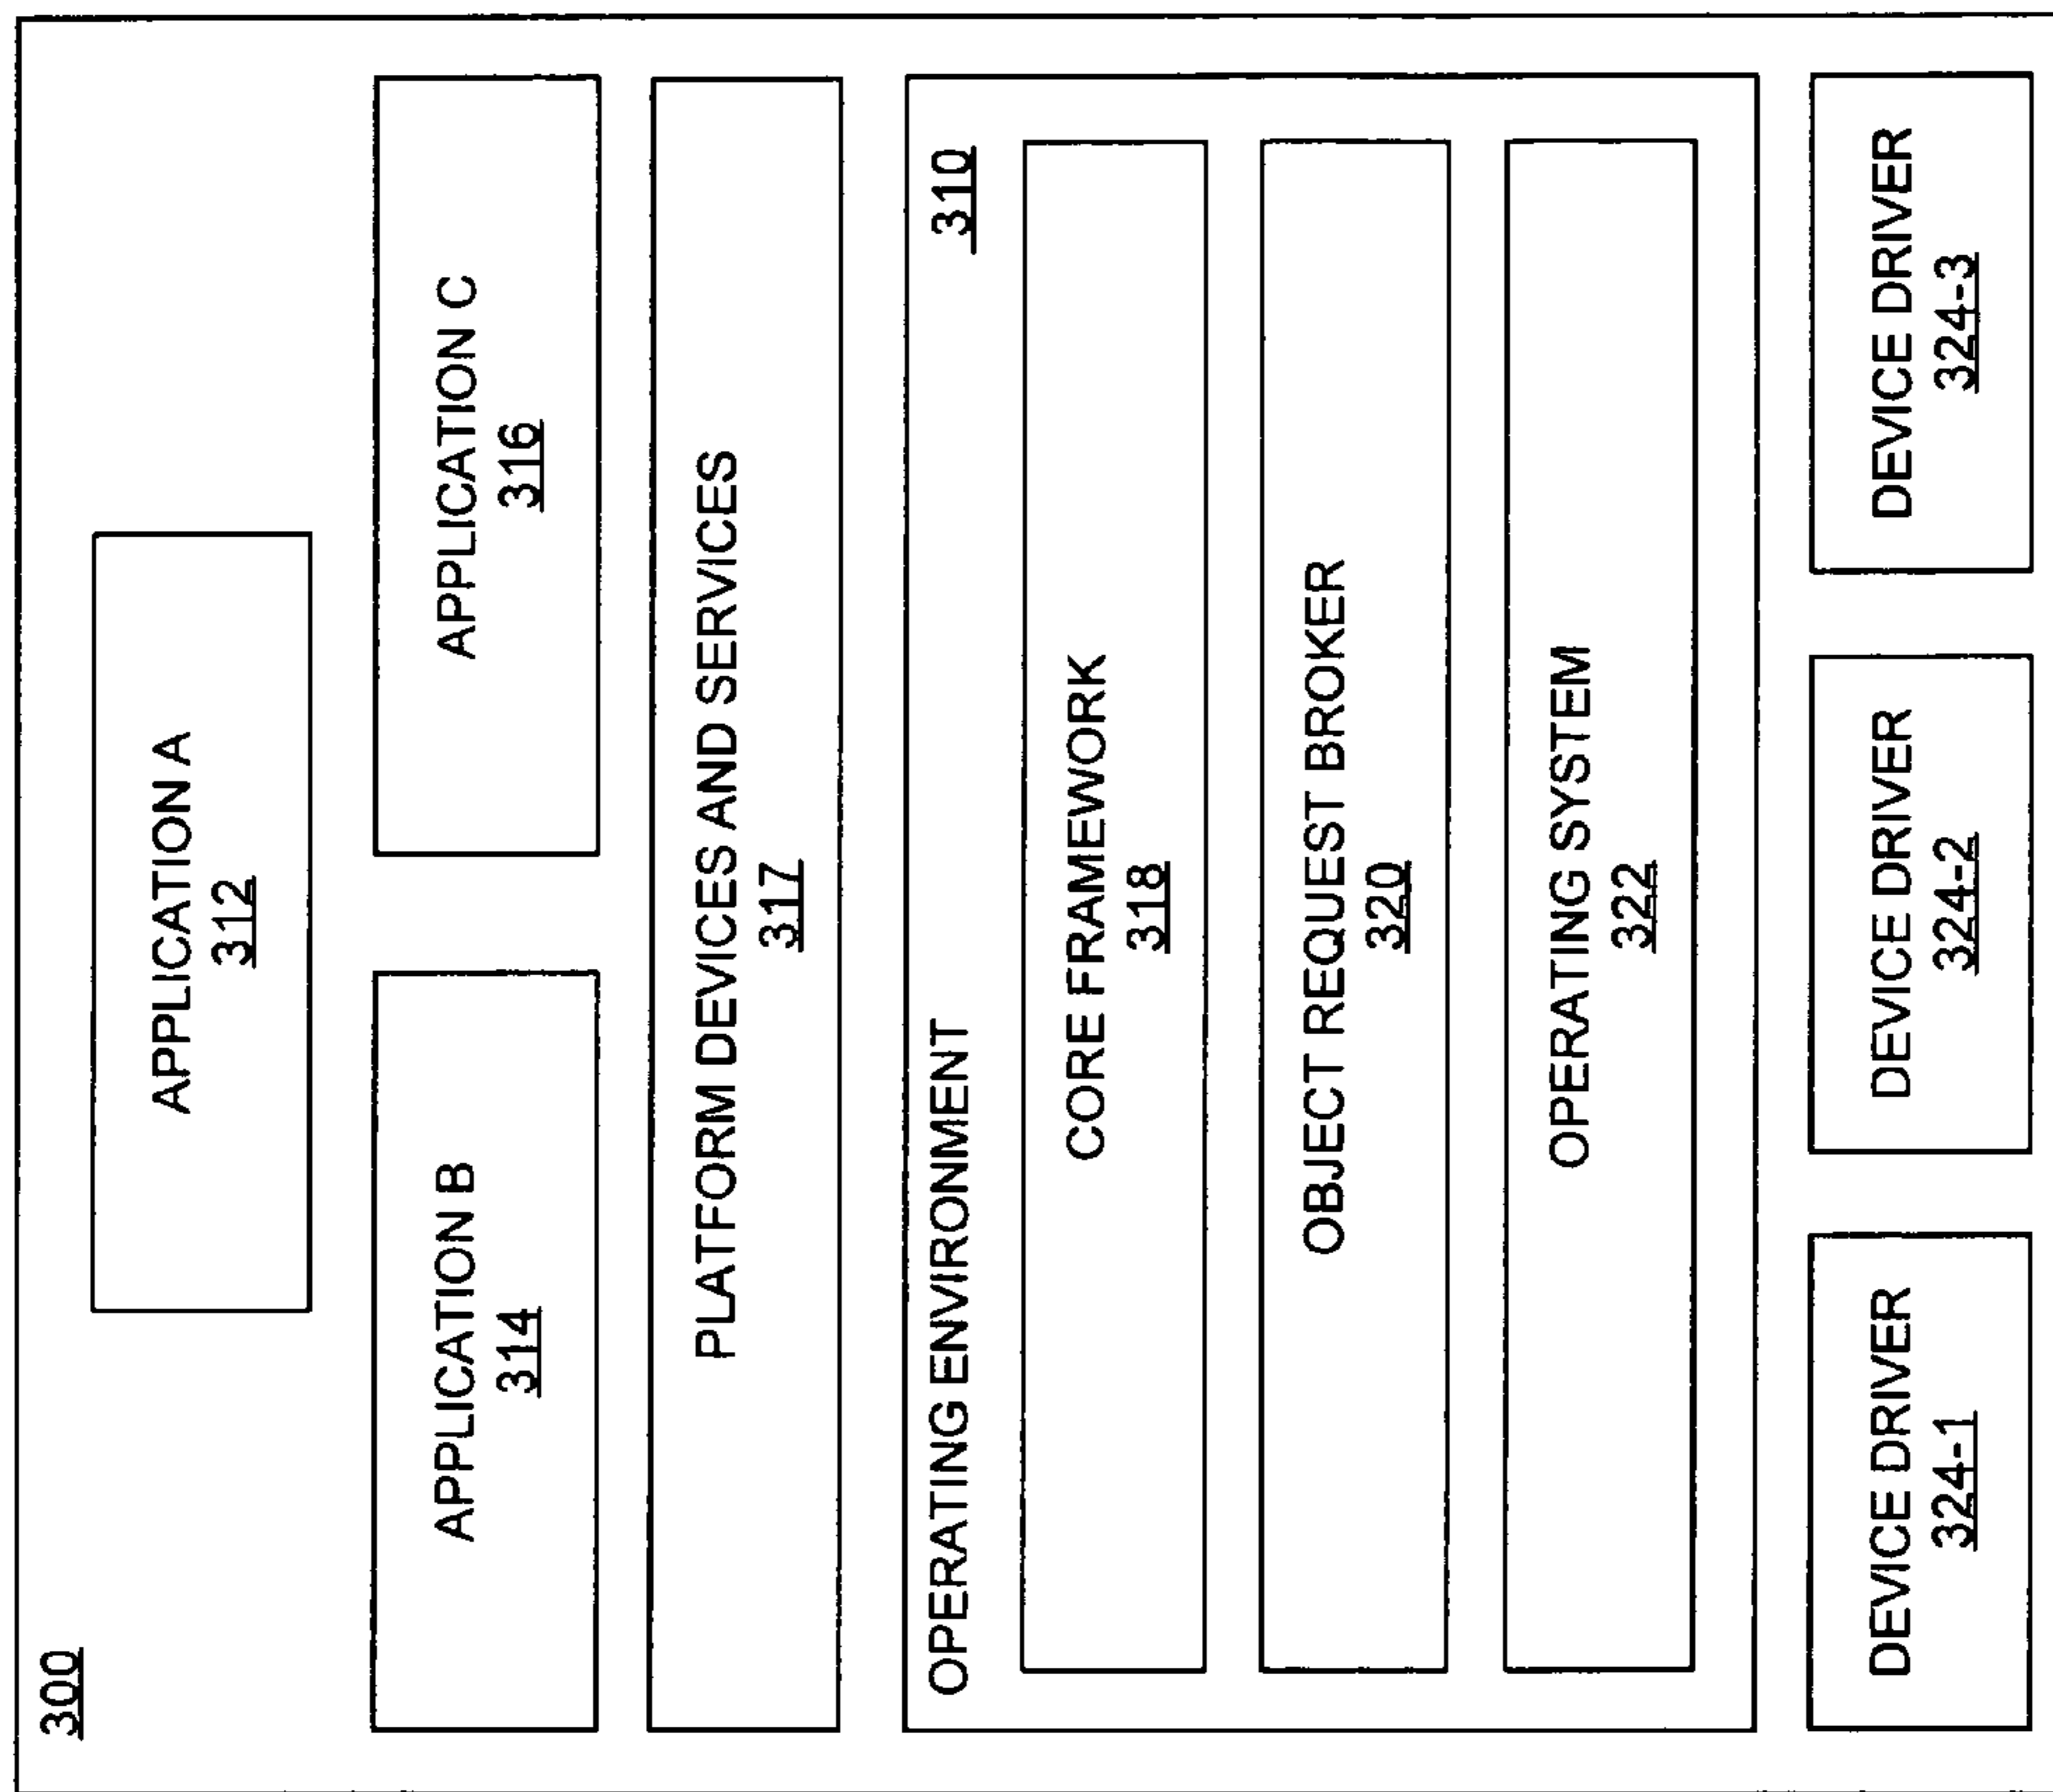 300
APPLICATION A
312
APPLICATION B
314
APPLICATION C
316
PLATFORM DEVICES AND SERVICES
317
OPERATING ENVIRONMENT
310
CORE FRAMEWORK
318
OBJECT REQUEST BROKER
320
OPERATING SYSTEM
322
DEVICE DRIVER
324-1
DEVICE DRIVER
324-2
DEVICE DRIVER
324-3